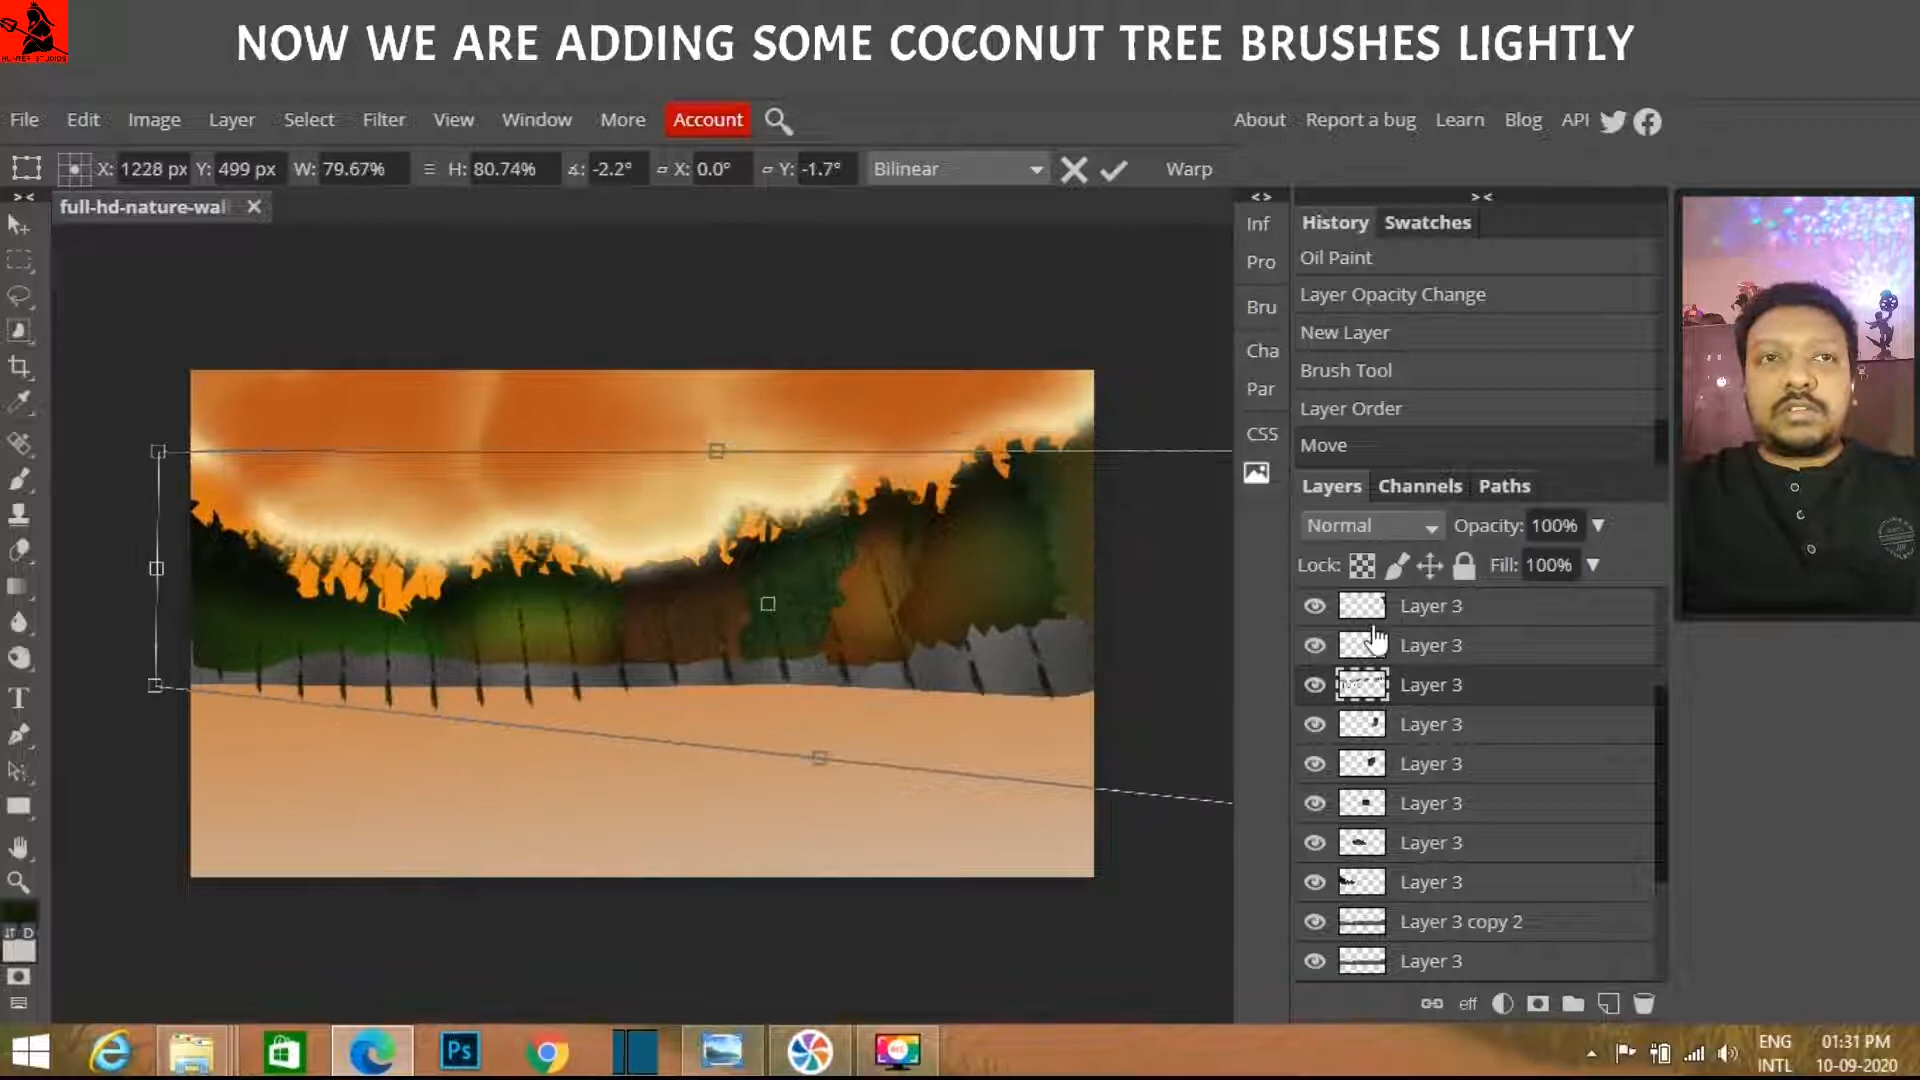 NOW WE ARE ADDING SOME COCONUT TREE BRUSHES LIGHTLY
HUNTER STUDIOS
File Edit Image Layer Select Filter View Window More Account About Report a bug Learn Blog API
X: 1228 px Y: 499 px W: 79.67% H: 80.74% -2.2° X: 0.0° Y: -1.7° Bilinear Warp
full-hd-nature-wal
Inf
Pro
Bru
Cha
Par
CSS
History Swatches
Oil Paint
Layer Opacity Change
New Layer
Brush Tool
Layer Order
Move
Layers Channels Paths
Normal Opacity: 100%
Lock: Fill: 100%
Layer 3
Layer 3
Layer 3
Layer 3
Layer 3
Layer 3
Layer 3
Layer 3
Layer 3 copy 2
Layer 3
eff
D
Ps
REC
ENG 01:31 PM
INTL 10-09-2020